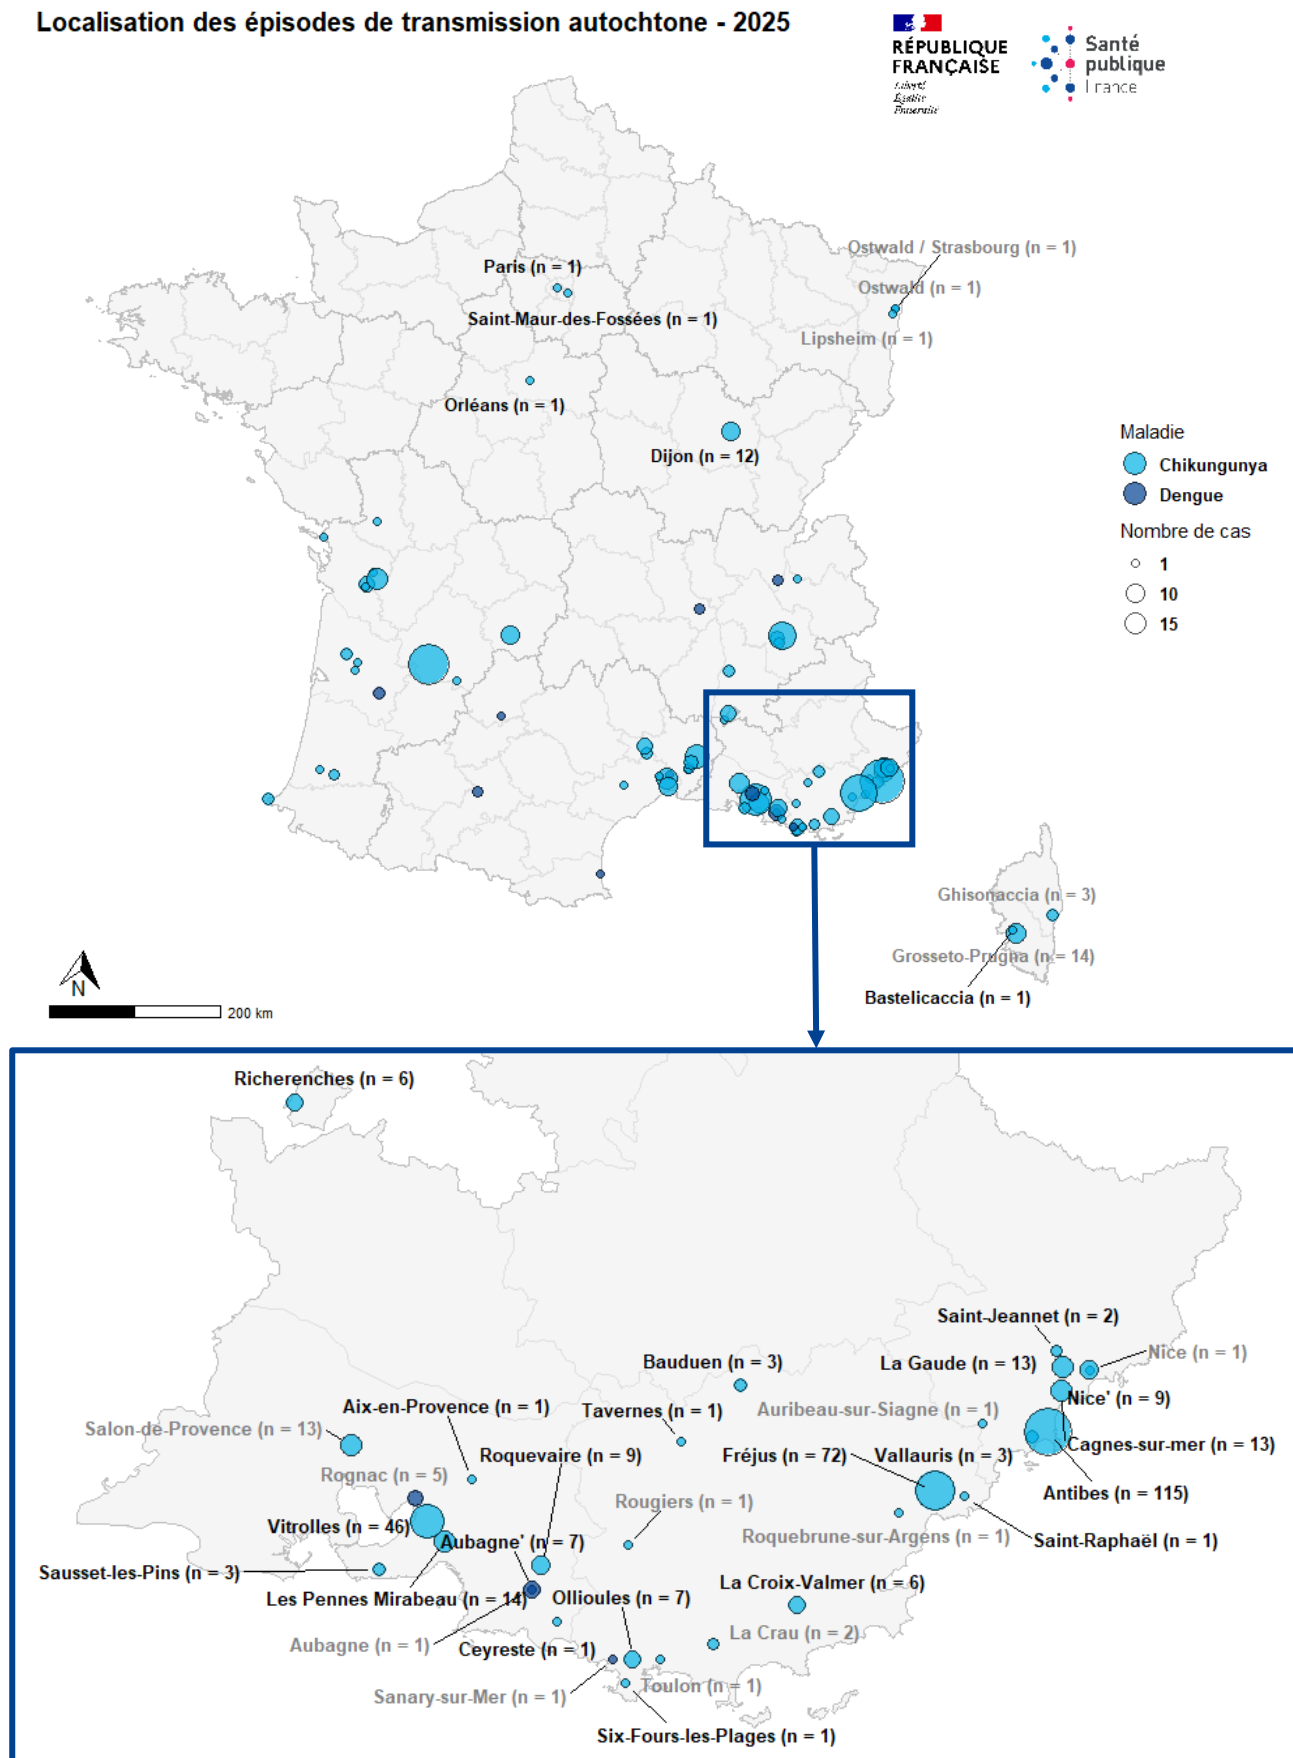 Localisation des épisodes de transmission autochtone - 2025
RÉPUBLIQUE
FRANÇAISE
Liberté
Égalité
Fraternité
Santé
publique
France
Ostwald / Strasbourg (n = 1)
Paris (n = 1)
Ostwald (n = 1)
Saint-Maur-des-Fossées (n = 1)
Lipsheim (n = 1)
Orléans (n = 1)
Dijon (n = 12)
Maladie
Chikungunya
Dengue
Nombre de cas
1
10
15
Ghisonaccia (n = 3)
Grosseto-Prugna (n = 14)
Bastelicaccia (n = 1)
N
200 km
Richerenches (n = 6)
Saint-Jeannet (n = 2)
Nice (n = 1)
Bauduen (n = 3)
La Gaude (n = 13)
Nice' (n = 9)
Aix-en-Provence (n = 1)
Tavernes (n = 1)
Auribeau-sur-Siagne (n = 1)
Salon-de-Provence (n = 13)
Cagnes-sur-mer (n = 13)
Roquevaire (n = 9)
Fréjus (n = 72)
Vallauris (n = 3)
Rognac (n = 5)
Antibes (n = 115)
Rougiers (n = 1)
Vitrolles (n = 46)
Roquebrune-sur-Argens (n = 1)
Saint-Raphaël (n = 1)
Aubagne' (n = 7)
Sausset-les-Pins (n = 3)
La Croix-Valmer (n = 6)
Les Pennes Mirabeau (n = 14)
Ollioules (n = 7)
La Crau (n = 2)
Aubagne (n = 1)
Ceyreste (n = 1)
Toulon (n = 1)
Sanary-sur-Mer (n = 1)
Six-Fours-les-Plages (n = 1)